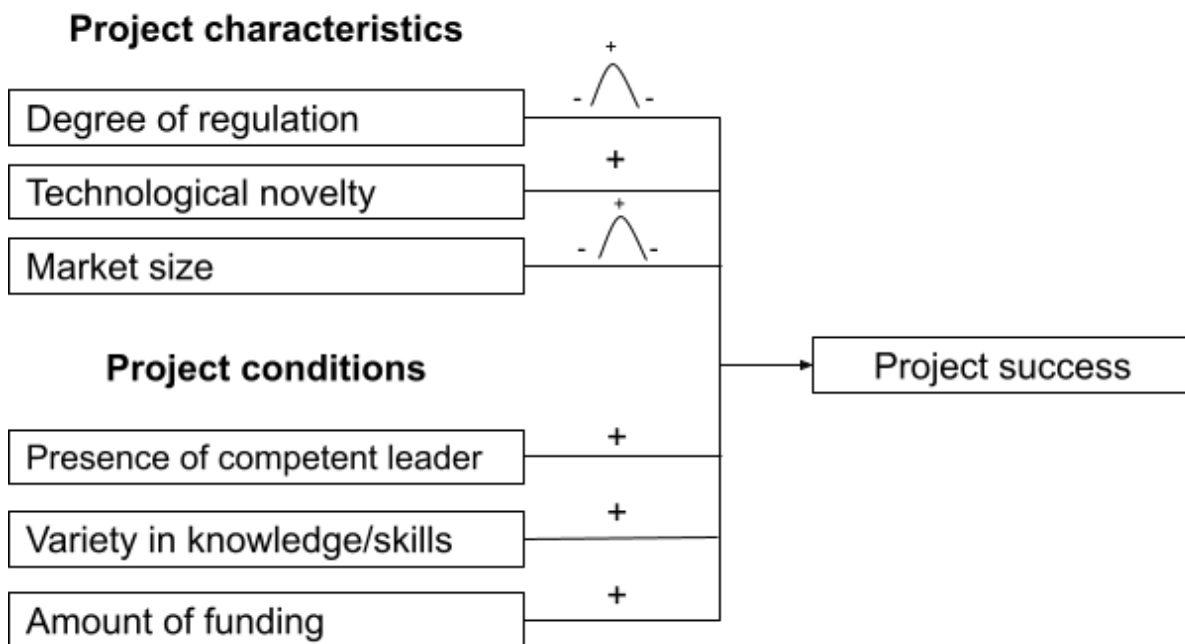 Project characteristics
+
- -
Degree of regulation
+
Technological novelty
+
- -
Market size
Project success
Project conditions
+
Presence of competent leader
+
Variety in knowledge/skills
+
Amount of funding